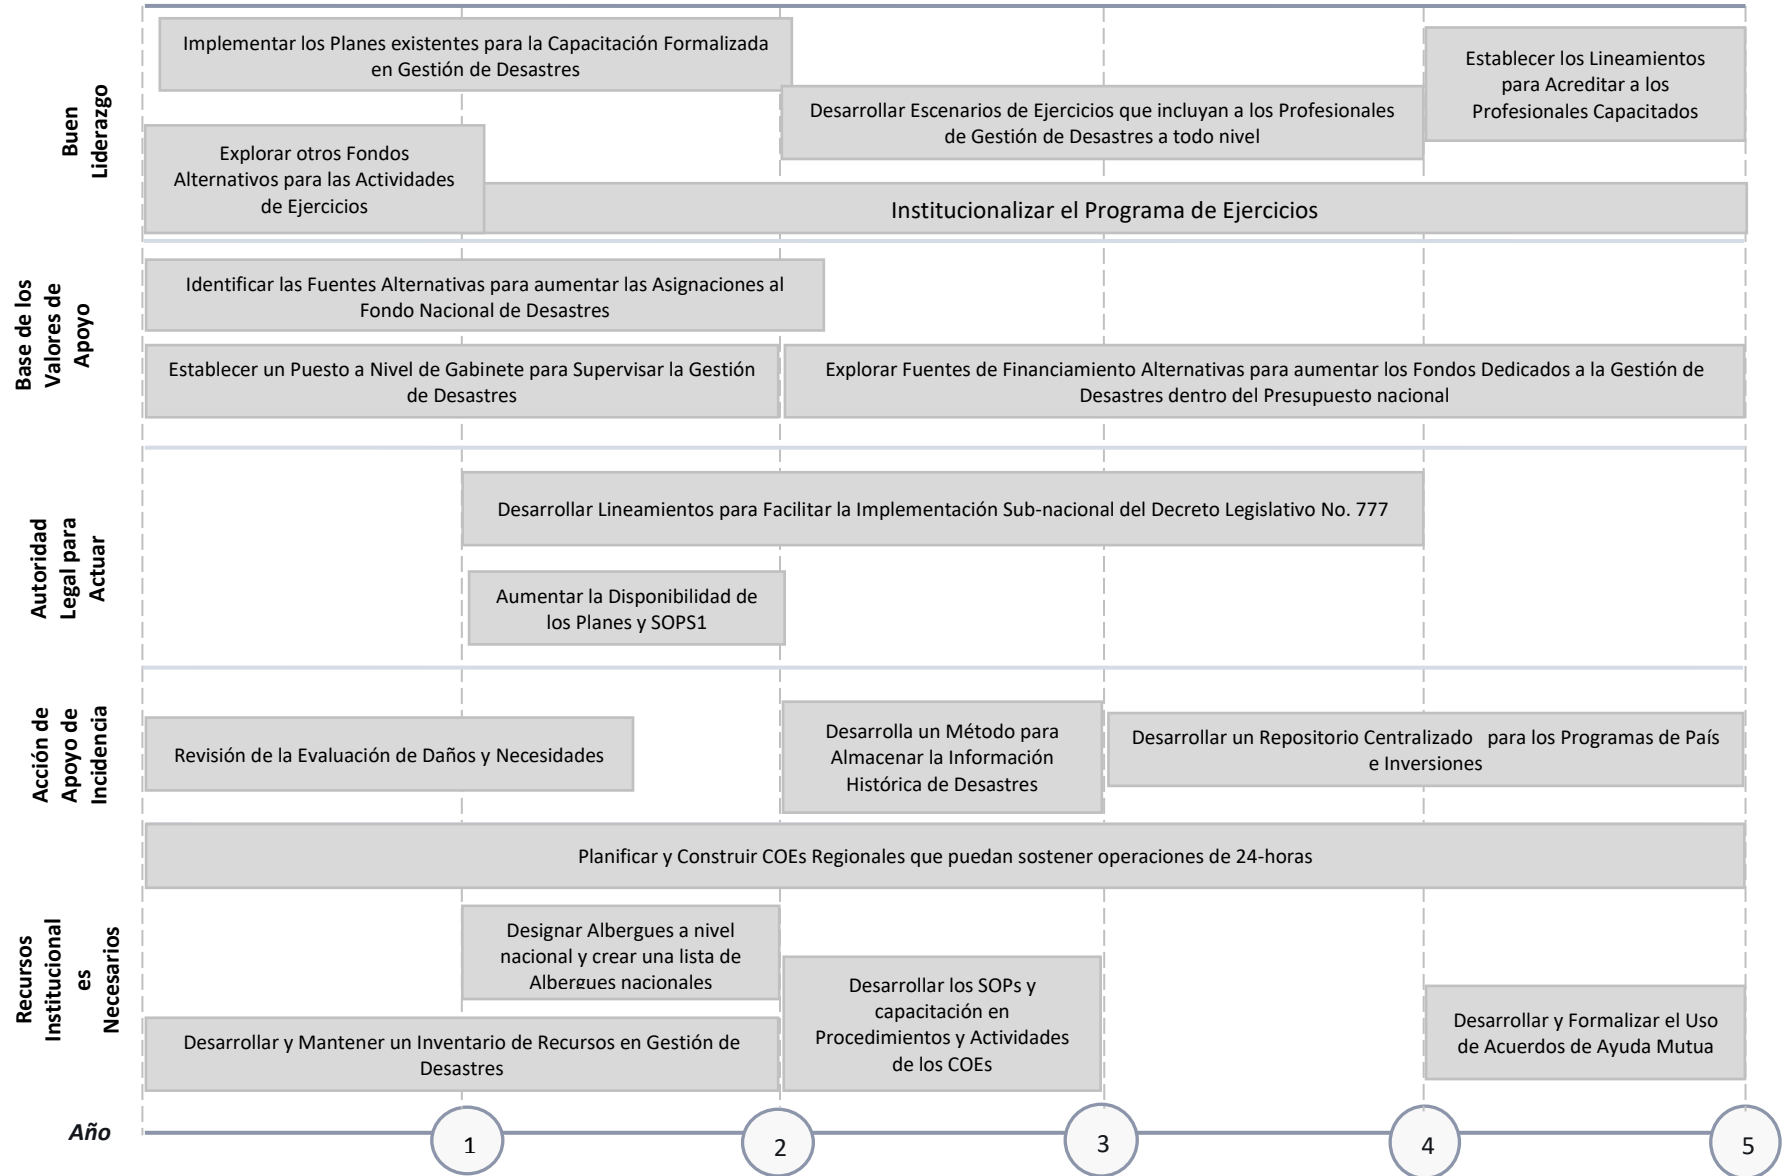 Buen
Liderazgo
Implementar los Planes existentes para la Capacitación Formalizada
en Gestión de Desastres
Desarrollar Escenarios de Ejercicios que incluyan a los Profesionales
de Gestión de Desastres a todo nivel
Establecer los Lineamientos
para Acreditar a los
Profesionales Capacitados
Explorar otros Fondos
Alternativos para las Actividades
de Ejercicios
Institucionalizar el Programa de Ejercicios
Base de los
Valores de
Apoyo
Identificar las Fuentes Alternativas para aumentar las Asignaciones al
Fondo Nacional de Desastres
Establecer un Puesto a Nivel de Gabinete para Supervisar la Gestión
de Desastres
Explorar Fuentes de Financiamiento Alternativas para aumentar los Fondos Dedicados a la Gestión de
Desastres dentro del Presupuesto nacional
Autoridad
Legal para
Actuar
Desarrollar Lineamientos para Facilitar la Implementación Sub-nacional del Decreto Legislativo No. 777
Aumentar la Disponibilidad de
los Planes y SOPS1
Acción de
Apoyo de
Incidencia
Revisión de la Evaluación de Daños y Necesidades
Desarrolla un Método para
Almacenar la Información
Histórica de Desastres
Desarrollar un Repositorio Centralizado para los Programas de País
e Inversiones
Planificar y Construir COEs Regionales que puedan sostener operaciones de 24-horas
Recursos
Institucional
es
Necesarios
Designar Albergues a nivel
nacional y crear una lista de
Albergues nacionales
Desarrollar y Mantener un Inventario de Recursos en Gestión de
Desastres
Desarrollar los SOPs y
capacitación en
Procedimientos y Actividades
de los COEs
Desarrollar y Formalizar el Uso
de Acuerdos de Ayuda Mutua
Año
1
2
3
4
5